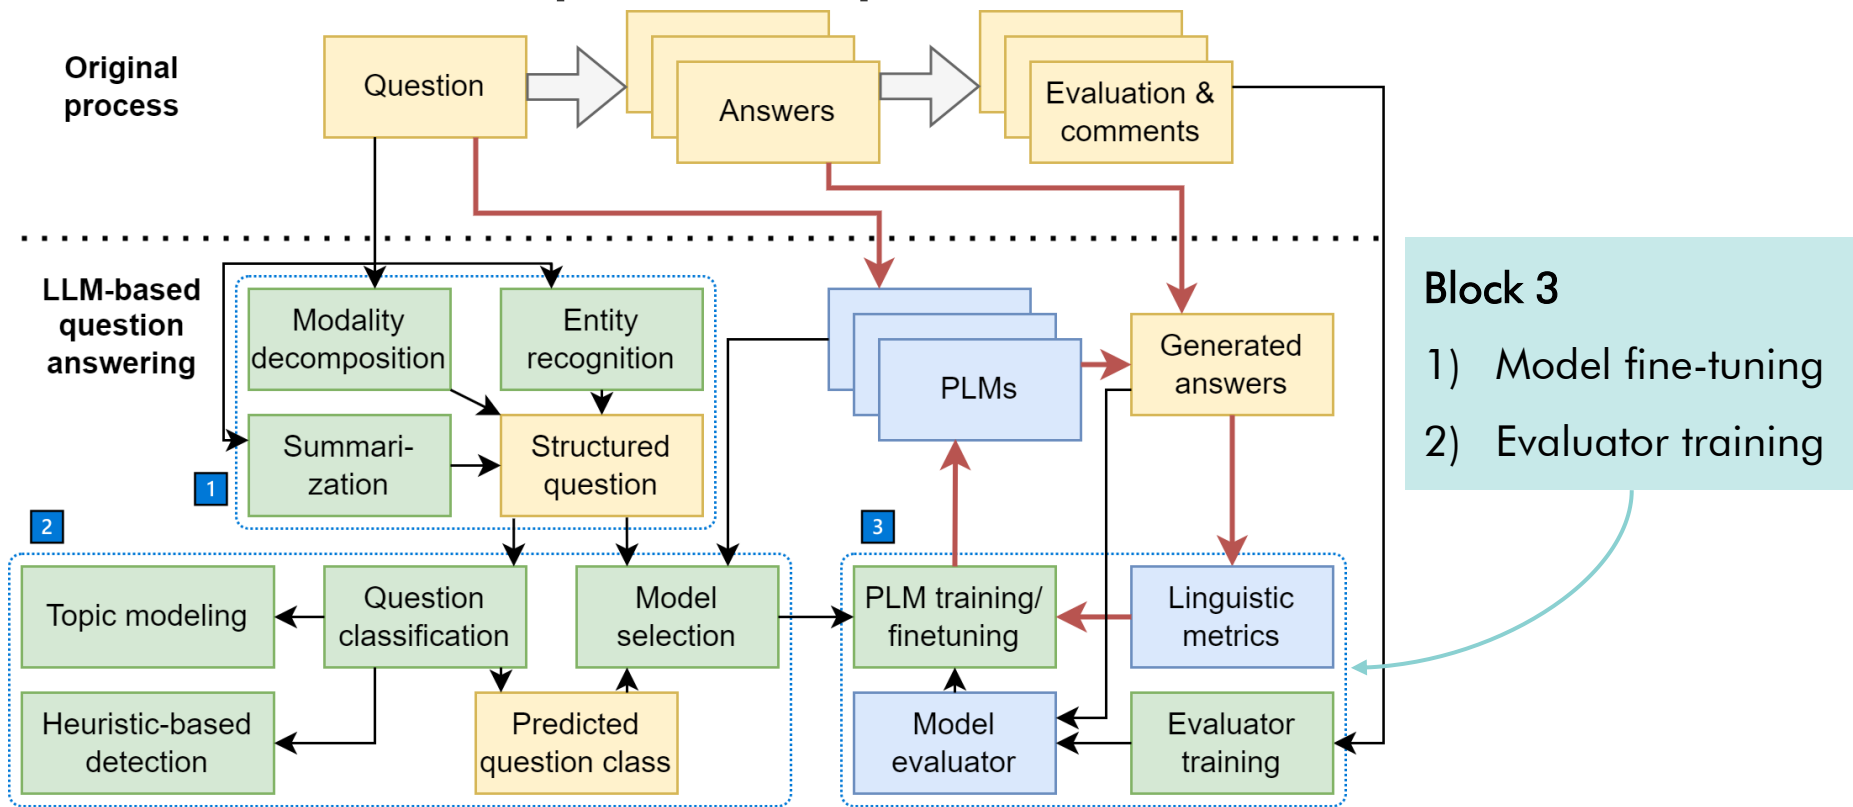 Original
process
Question
Answers
Evaluation &
comments
LLM-based
question
answering
Modality
decomposition
Entity
recognition
Summari-
zation
Structured
question
1
PLMs
Generated
answers
Block 3
1) Model fine-tuning
2) Evaluator training
2
Topic modeling
Question
classification
Model
selection
Heuristic-based
detection
Predicted
question class
3
PLM training/
finetuning
Linguistic
metrics
Model
evaluator
Evaluator
training